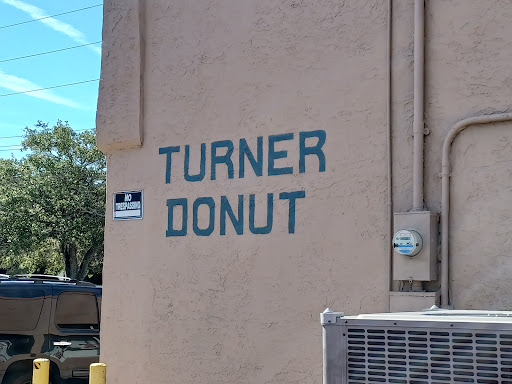 TURNER
DONUT
NO
TRESPASSING